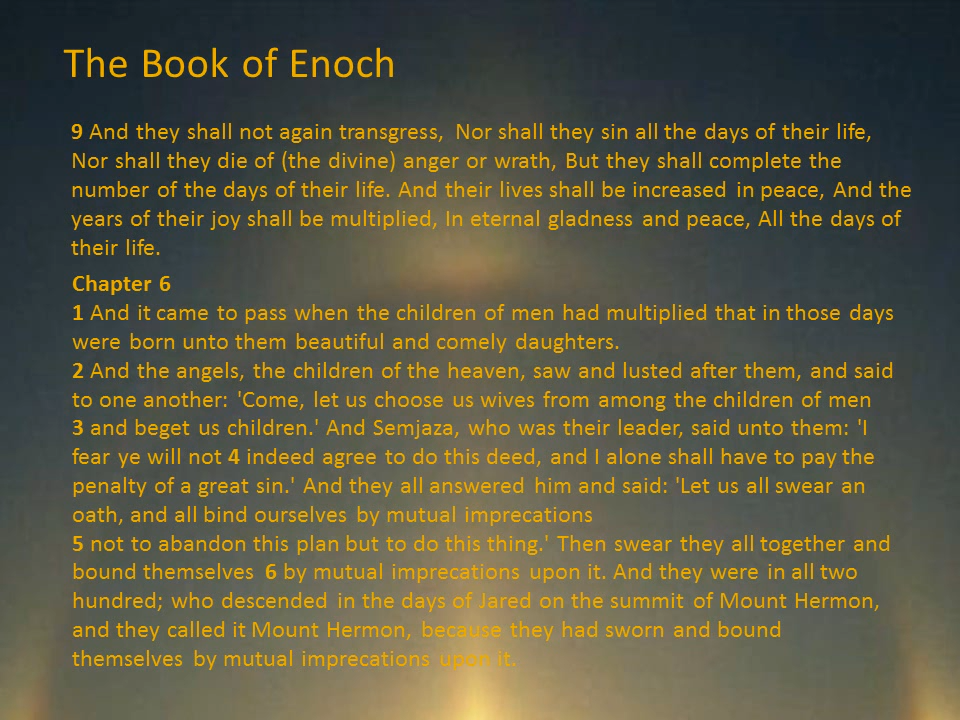 The Book of Enoch
9 And they shall not again transgress, Nor shall they sin all the days of their life,
Nor shall they die of (the divine) anger or wrath, But they shall complete the
number of the days of their life. And their lives shall be increased in peace, And the
years of their joy shall be multiplied, In eternal gladness and peace, All the days of
their life.
Chapter 6
1 And it came to pass when the children of men had multiplied that in those days
were born unto them beautiful and comely daughters.
2 And the angels, the children of the heaven, saw and lusted after them, and said
to one another: 'Come, let us choose us wives from among the children of men
3 and beget us children.' And Semjaza, who was their leader, said unto them: 'I
fear ye will not 4 indeed agree to do this deed, and I alone shall have to pay the
penalty of a great sin.' And they all answered him and said: 'Let us all swear an
oath, and all bind ourselves by mutual imprecations
5 not to abandon this plan but to do this thing.' Then swear they all together and
bound themselves 6 by mutual imprecations upon it. And they were in all two
hundred; who descended in the days of Jared on the summit of Mount Hermon,
and they called it Mount Hermon, because they had sworn and bound
themselves by mutual imprecations upon it.